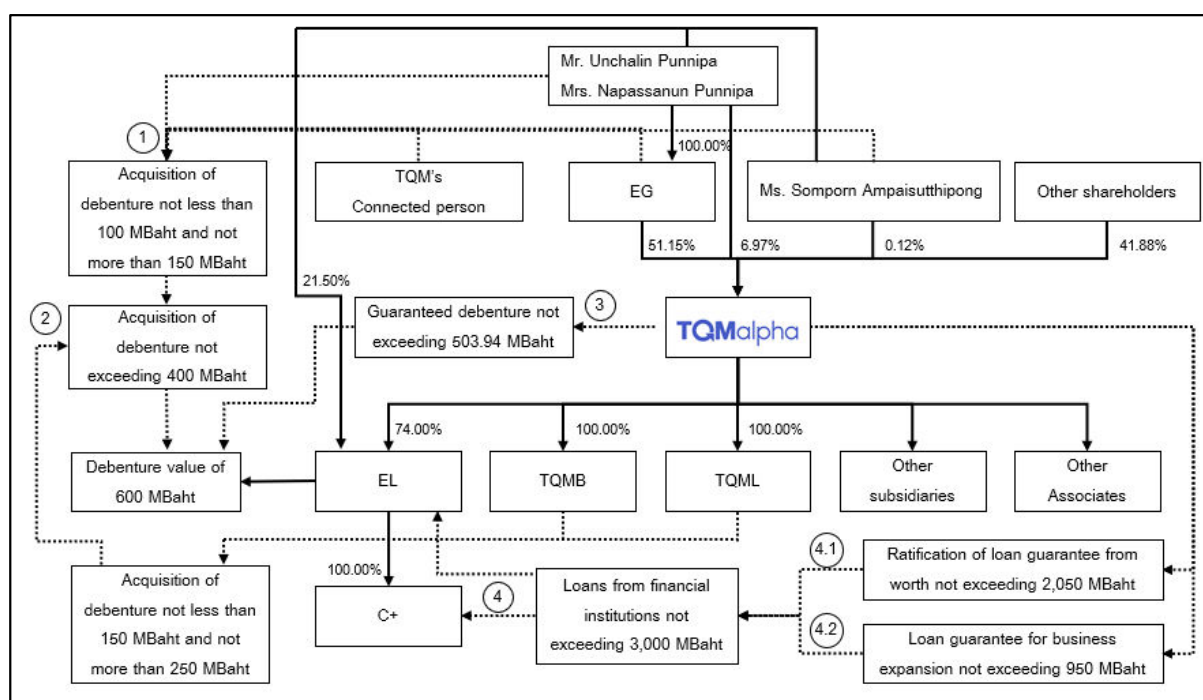 Mr. Unchalin Punnipa
Mrs. Napassanun Punnipa
1
100.00%
Acquisition of
debenture not less than
100 MBaht and not
more than 150 MBaht
TQM's
Connected person
EG
Ms. Somporn Ampaisutthipong
Other shareholders
51.15%
6.97%
0.12%
41.88%
21.50%
2
Acquisition of
debenture not
exceeding 400 MBaht
Guaranteed debenture not
exceeding 503.94 MBaht
3
TQMalpha
74.00%
100.00%
100.00%
Debenture value of
600 MBaht
EL
TQMB
TQML
Other
subsidiaries
Other
Associates
Acquisition of
debenture not less than
150 MBaht and not
more than 250 MBaht
100.00%
C+
4
Loans from financial
institutions not
exceeding 3,000 MBaht
4.1
Ratification of loan guarantee from
worth not exceeding 2,050 MBaht
4.2
Loan guarantee for business
expansion not exceeding 950 MBaht